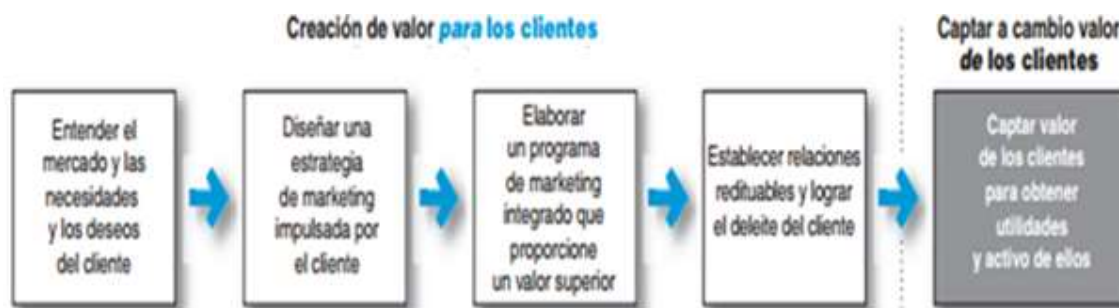 Creación de valor para los clientes
Captar a cambio valor
de los clientes
Entender el
mercado y las
necesidades
y los deseos
del cliente
Diseñar una
estrategia
de marketing
impulsada por
el cliente
Elaborar
un programa
de marketing
integrado que
proporcione
un valor superior
Establecer relaciones
redituables y lograr
el deleite del cliente
Captar valor
de los clientes
para obtener
utilidades
y activo de ellos